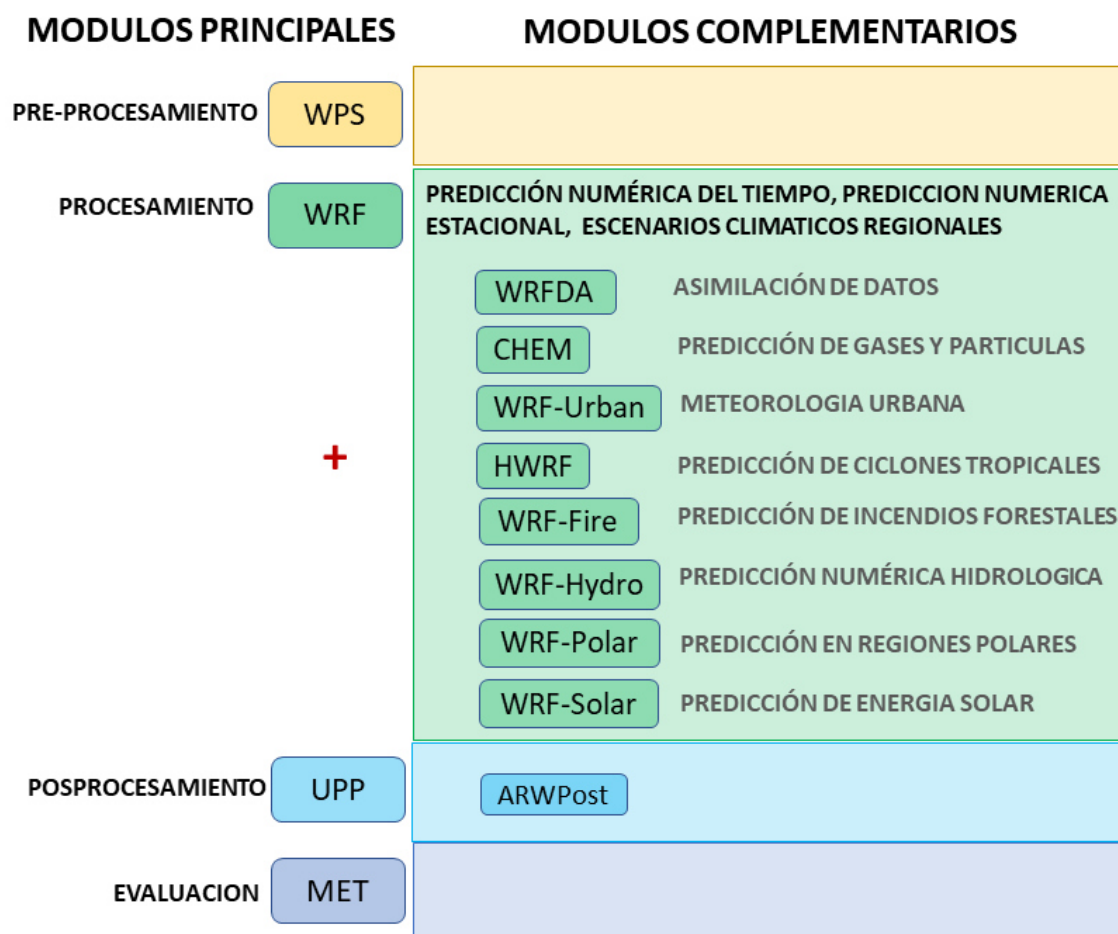 MODULOS PRINCIPALES
MODULOS COMPLEMENTARIOS
PRE-PROCESAMIENTO
WPS
PROCESAMIENTO
WRF
PREDICCIÓN NUMÉRICA DEL TIEMPO, PREDICCION NUMERICA
ESTACIONAL, ESCENARIOS CLIMATICOS REGIONALES
WRFDA
ASIMILACIÓN DE DATOS
CHEM
PREDICCIÓN DE GASES Y PARTICULAS
WRF-Urban
METEOROLOGIA URBANA
+
HWRF
PREDICCIÓN DE CICLONES TROPICALES
WRF-Fire
PREDICCIÓN DE INCENDIOS FORESTALES
WRF-Hydro
PREDICCIÓN NUMÉRICA HIDROLOGICA
WRF-Polar
PREDICCIÓN EN REGIONES POLARES
WRF-Solar
PREDICCIÓN DE ENERGIA SOLAR
POSPROCESAMIENTO
UPP
ARWPost
EVALUACION
MET